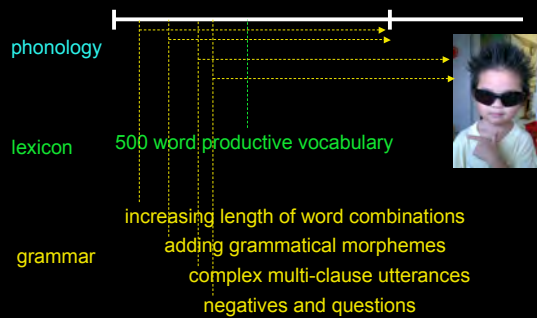 phonology
lexicon 500 word productive vocabulary
increasing length of word combinations
grammar adding grammatical morphemes
complex multi-clause utterances
negatives and questions